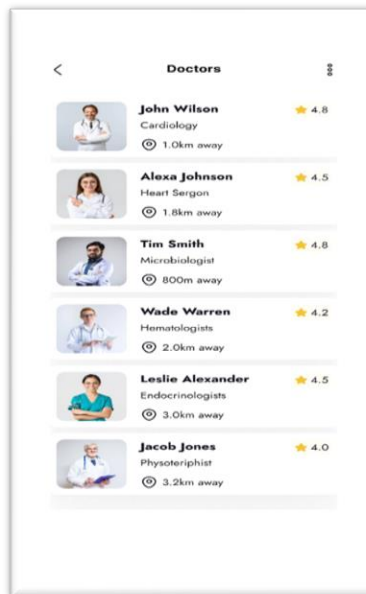 Doctors
John Wilson
4.8
Cardiology
1.0km away
Alexa Johnson
4.5
Heart Sergon
1.8km away
Tim Smith
4.8
Microbiologist
800m away
Wade Warren
4.2
Hematologists
2.0km away
Leslie Alexander
4.5
Endocrinologists
3.0km away
Jacob Jones
4.0
Physoteriphist
3.2km away